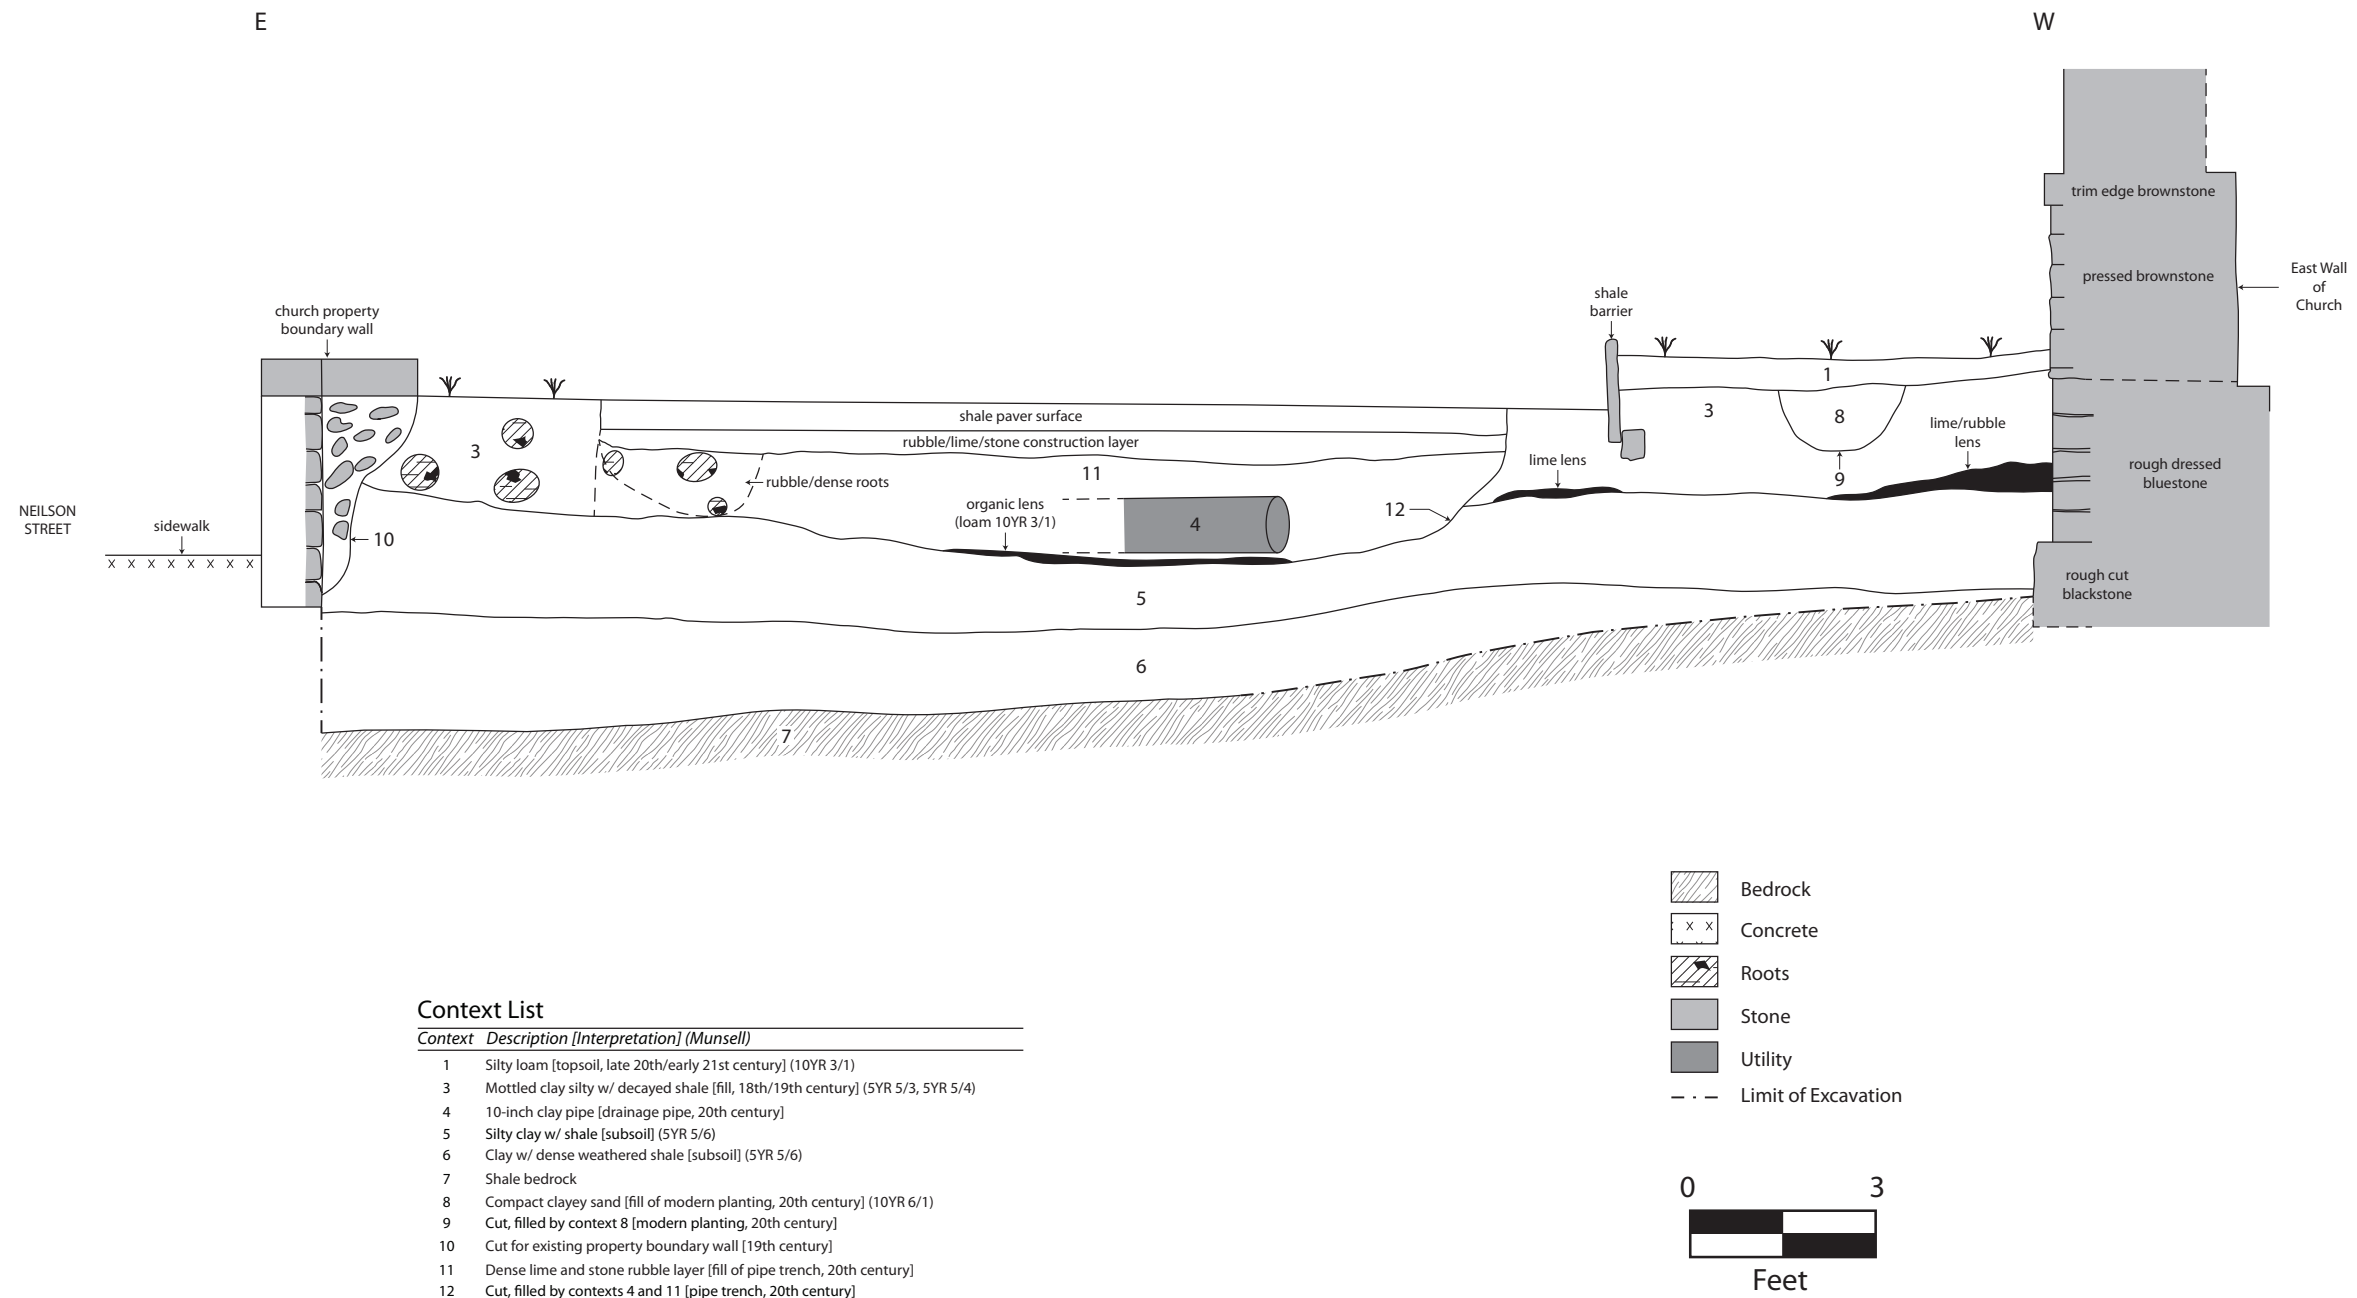 E
W
trim edge brownstone
pressed brownstone
East Wall
of
Church
shale
barrier
church property
boundary wall
1
shale paver surface
3
8
rubble/lime/stone construction layer
lime/rubble
lens
3
11
lime lens
rough dressed
bluestone
rubble/dense roots
9
organic lens
(loam 10YR 3/1)
12
4
NEILSON
STREET
sidewalk
10
rough cut
blackstone
5
6
7
Bedrock
x x
Concrete
Roots
Stone
Utility
Limit of Excavation
Context List
Context Description [Interpretation] (Munsell)
1 Silty loam [topsoil, late 20th/early 21st century] (10YR 3/1)
3 Mottled clay silty w/ decayed shale [fill, 18th/19th century] (5YR 5/3, 5YR 5/4)
4 10-inch clay pipe [drainage pipe, 20th century]
5 Silty clay w/ shale [subsoil] (5YR 5/6)
6 Clay w/ dense weathered shale [subsoil] (5YR 5/6)
7 Shale bedrock
8 Compact clayey sand [fill of modern planting, 20th century] (10YR 6/1)
9 Cut, filled by context 8 [modern planting, 20th century]
10 Cut for existing property boundary wall [19th century]
11 Dense lime and stone rubble layer [fill of pipe trench, 20th century]
12 Cut, filled by contexts 4 and 11 [pipe trench, 20th century]
0 3
Feet